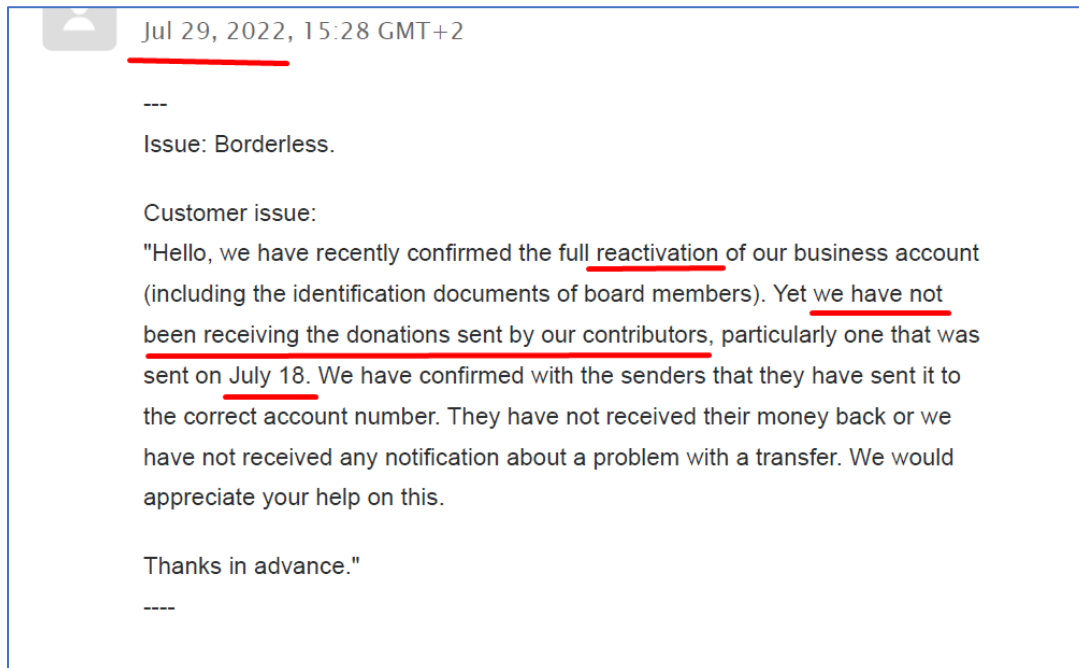 Jul 29, 2022, 15:28 GMT+2
---
Issue: Borderless.
Customer issue:
"Hello, we have recently confirmed the full reactivation of our business account
(including the identification documents of board members). Yet we have not
been receiving the donations sent by our contributors, particularly one that was
sent on July 18. We have confirmed with the senders that they have sent it to
the correct account number. They have not received their money back or we
have not received any notification about a problem with a transfer. We would
appreciate your help on this.
Thanks in advance."
----